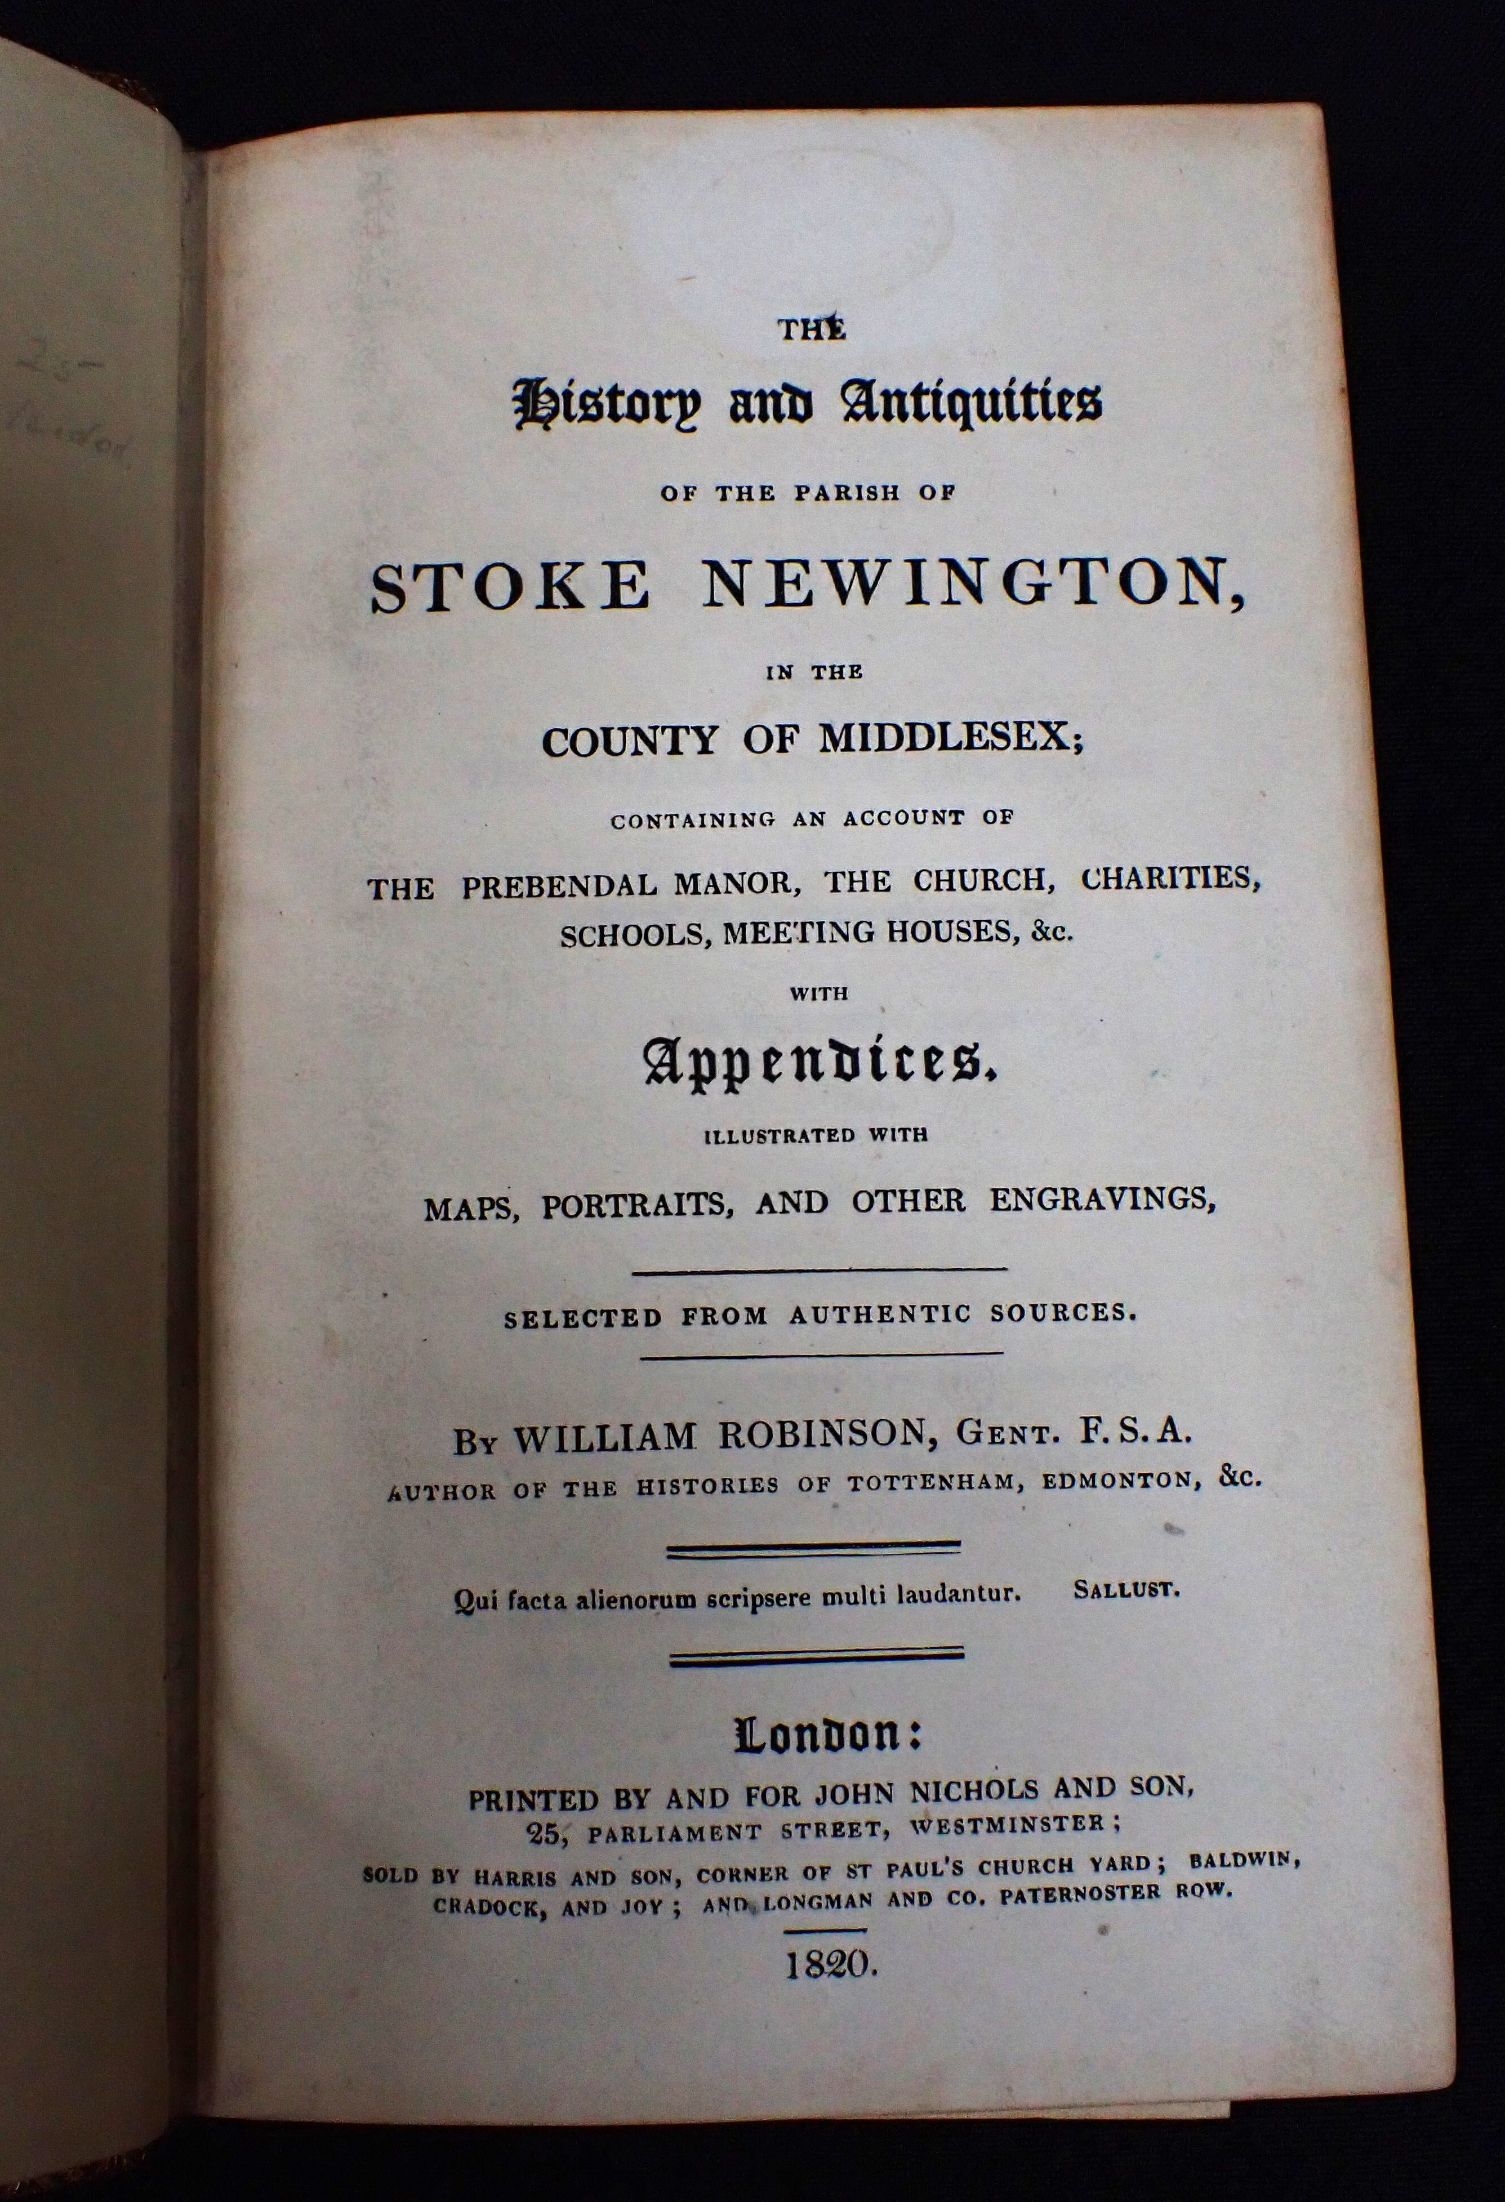 25-
THE
History and Antiquities
OF THE PARISH OF
STOKE NEWINGTON,
IN THE
COUNTY OF MIDDLESEX;
CONTAINING AN ACCOUNT OF
THE PREBENDAL MANOR, THE CHURCH, CHARITIES,
SCHOOLS, MEETING HOUSES, &c.
WITH
Appendices.
ILLUSTRATED WITH
MAPS, PORTRAITS, AND OTHER ENGRAVINGS,
SELECTED FROM AUTHENTIC SOURCES.
By WILLIAM ROBINSON, Gent. F. S. A.
AUTHOR OF THE HISTORIES OF TOTTENHAM, EDMONTON, &c.
Qui facta alienorum scripsere multi laudantur. SALLUST.
London:
PRINTED BY AND FOR JOHN NICHOLS AND SON,
25, PARLIAMENT STREET, WESTMINSTER;
SOLD BY HARRIS AND SON, CORNER OF ST PAUL'S CHURCH YARD; BALDWIN,
CRADOCK, AND JOY; AND LONGMAN AND CO. PATERNOSTER ROW.
1820.